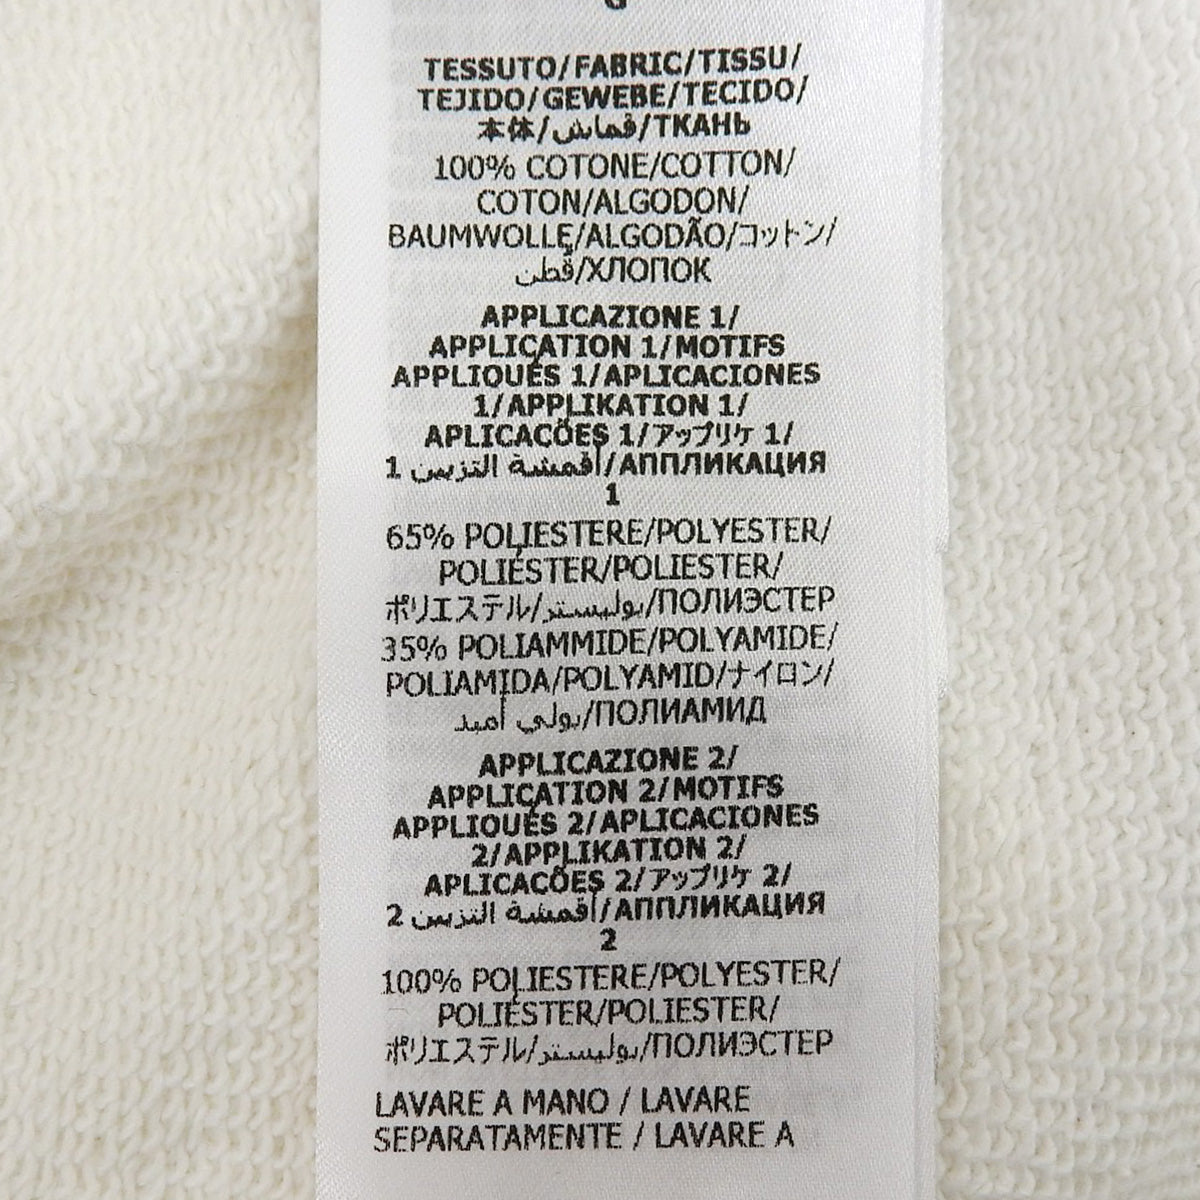 G
TESSUTO/FABRIC/TISSU/
TEJIDO/GEWEBE/TECIDO/
本体/قماش/ТКАНЬ
100% COTONE/COTTON/
COTON/ALGODON/
BAUMWOLLE/ALGODÃO/コットン/
قطن/ХЛОПОК
APPLICAZIONE 1/
APPLICATION 1/MOTIFS
APPLIQUÉS 1/APLICACIONES
1/APPLIKATION 1/
APLICACÕES 1/アップリケ 1/
أقمشة التزيين 1/АППЛИКАЦИЯ
1
65% POLIESTERE/POLYESTER/
POLIÉSTER/POLIESTER/
ポリエステル/بوليستر/ПОЛИЭСТЕР
35% POLIAMMIDE/POLYAMIDE/
POLIAMIDA/POLYAMID/ナイロン/
بولي أميد/ПОЛИАМИД
APPLICAZIONE 2/
APPLICATION 2/MOTIFS
APPLIQUÉS 2/APLICACIONES
2/APPLIKATION 2/
APLICACÕES 2/アップリケ 2/
أقمشة التزيين 2/АППЛИКАЦИЯ
2
100% POLIESTERE/POLYESTER/
POLIÉSTER/POLIESTER/
ポリエステル/بوليستر/ПОЛИЭСТЕР
LAVARE A MANO / LAVARE
SEPARATAMENTE / LAVARE A